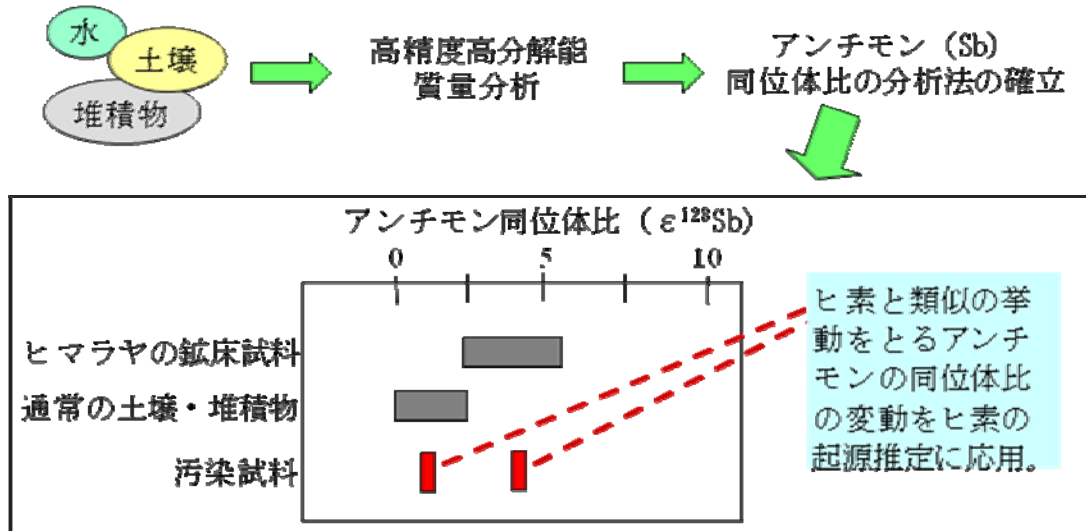 水
土壌
堆積物
高精度高分解能
質量分析
アンチモン (Sb)
同位体比の分析法の確立
アンチモン同位体比 (ε¹²³Sb)
0 5 10
ヒマラヤの鉱床試料
通常の土壌・堆積物
汚染試料
ヒ素と類似の挙
動をとるアンチ
モンの同位体比
の変動をヒ素の
起源推定に応用。